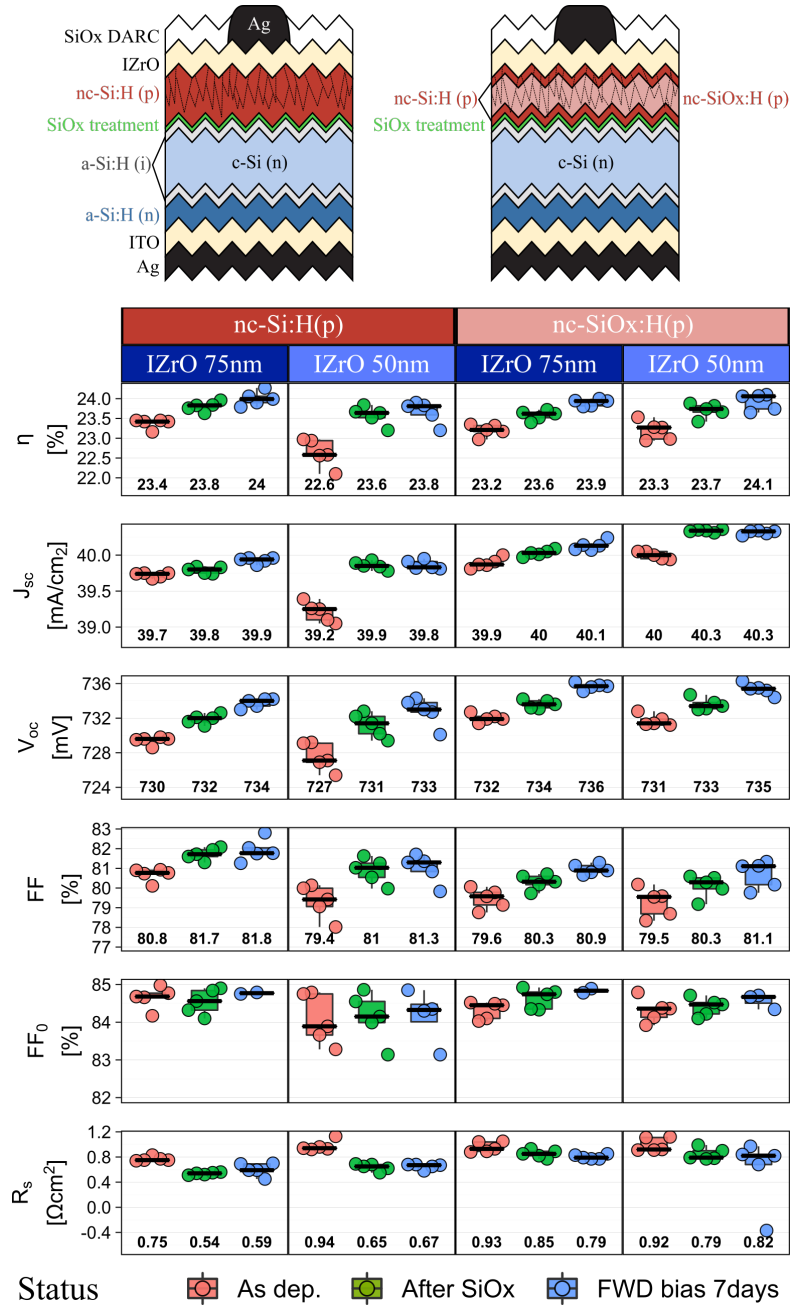 Ag
SiOx DARC
IZrO
nc-Si:H (p)
SiOx treatment
a-Si:H (i)
c-Si (n)
a-Si:H (n)
ITO
Ag
nc-Si:H (p)
SiOx treatment
nc-SiOx:H (p)
c-Si (n)
nc-Si:H(p) nc-SiOx:H(p)
IZrO 75nm IZrO 50nm IZrO 75nm IZrO 50nm
η [%]
24.0
23.5
23.0
22.5
22.0
23.4 23.8 24 22.6 23.6 23.8 23.2 23.6 23.9 23.3 23.7 24.1
Jsc [mA/cm2]
40.0
39.5
39.0
39.7 39.8 39.9 39.2 39.9 39.8 39.9 40 40.1 40 40.3 40.3
Voc [mV]
736
732
728
724
730 732 734 727 731 733 732 734 736 731 733 735
FF [%]
83
82
81
80
79
78
77
80.8 81.7 81.8 79.4 81 81.3 79.6 80.3 80.9 79.5 80.3 81.1
FF0 [%]
85
84
83
82
Rs [Ωcm2]
1.2
0.8
0.4
0.0
-0.4
0.75 0.54 0.59 0.94 0.65 0.67 0.93 0.85 0.79 0.92 0.79 0.82
Status As dep. After SiOx FWD bias 7days